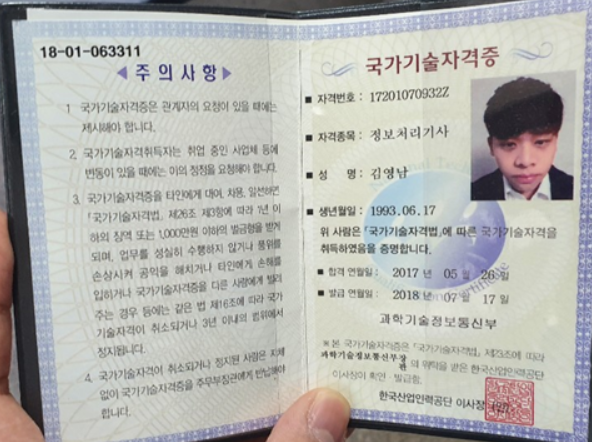 18-01-063311
◀ 주 의 사 항 ▶
1. 국가기술자격증은 관계자의 요청이 있을 때에는
제시해야 합니다.
2. 국가기술자격취득자는 취업 중인 사업체 등에
변동이 있을 때에는 이의 정정을 요청해야 합니다.
3. 국가기술자격증을 타인에게 대여, 차용, 알선하면
「국가기술자격법」 제26조 제3항에 따라 1년 이
하의 징역 또는 1,000만원 이하의 벌금형을 받게
되며, 업무를 성실히 수행하지 않거나 품위를
손상시켜 공익을 해치거나 타인에게 손해를
입히거나 국가기술자격증을 다른 사람에게 빌려
주는 경우 등에는 같은 법 제16조에 따라 국가
기술자격이 취소되거나 3년 이내의 범위에서
정지됩니다.
4. 국가기술자격이 취소되거나 정지된 사람은 지체
없이 국가기술자격증을 주무부장관에게 반납해야
합니다.
국가기술자격증
■ 자격번호 : 17201070932Z
■ 자격종목 : 정보처리기사
■ 성 명 : 김영남
■ 생년월일 : 1993.06.17
위 사람은 「국가기술자격법」에 따른 국가기술자격을
취득하였음을 증명합니다.
■ 합격 연월일 : 2017 년 05 월 26 일
■ 발급 연월일 : 2018 년 07 월 17 일
과학기술정보통신부
※ 본 국가기술자격증은 「국가기술자격법」 제23조에 따라
과학기술정보통신부장관의 위탁을 받은 한국산업인력공단
이사장이 확인·발급함.
한국산업인력공단 이사장